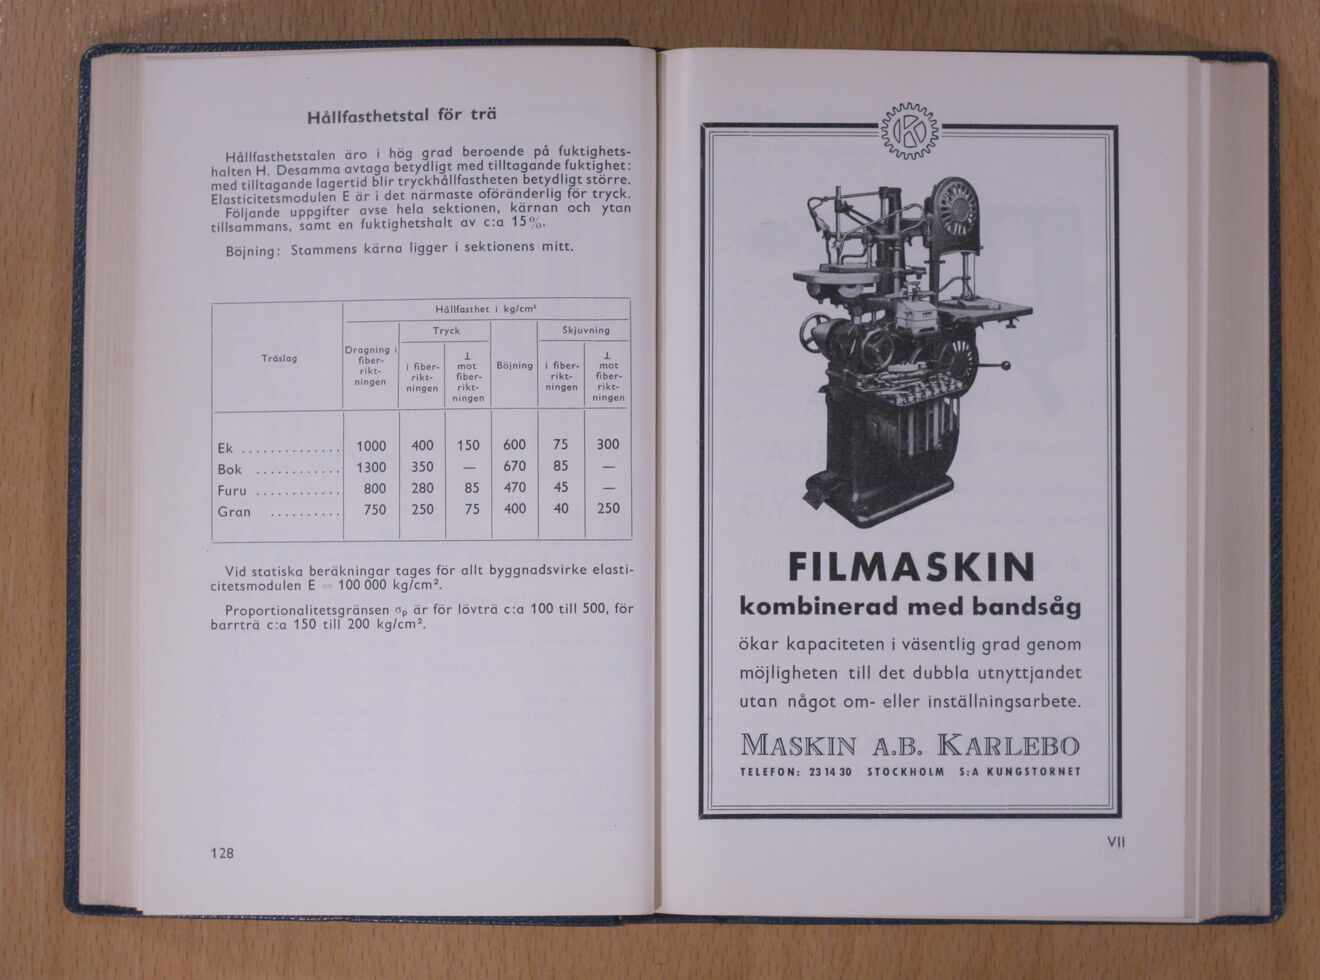 Hållfasthetstal för trä
Hållfasthetstalen äro i hög grad beroende på fuktighets-
halten H. Desamma avtaga betydligt med tilltagande fuktighet:
med tilltagande lagertid blir tryckhållfastheten betydligt större.
Elasticitetsmodulen E är i det närmaste oföränderlig för tryck.
Följande uppgifter avse hela sektionen, kärnan och ytan
tillsammans, samt en fuktighetshalt av c:a 15%.
Böjning: Stammens kärna ligger i sektionens mitt.
Hållfasthet i kg/cm²
Träslag
Dragning i
fiber-
rikt-
ningen
Tryck
i fiber-
rikt-
ningen
⊥
mot
fiber-
rikt-
ningen
Böjning
Skjuvning
i fiber-
rikt-
ningen
⊥
mot
fiber-
rikt-
ningen
Ek .............. 1000 400 150 600 75 300
Bok ............ 1300 350 — 670 85 —
Furu ............ 800 280 85 470 45 —
Gran .......... 750 250 75 400 40 250
Vid statiska beräkningar tages för allt byggnadsvirke elasti-
citetsmodulen E = 100 000 kg/cm².
Proportionalitetsgränsen σp är för lövträ c:a 100 till 500, för
barrträ c:a 150 till 200 kg/cm².
128
FILMASKIN
kombinerad med bandsåg
ökar kapaciteten i väsentlig grad genom
möjligheten till det dubbla utnyttjandet
utan något om- eller inställningsarbete.
MASKIN A.B. KARLEBO
TELEFON: 23 14 30 STOCKHOLM S:A KUNGSTORNET
VII